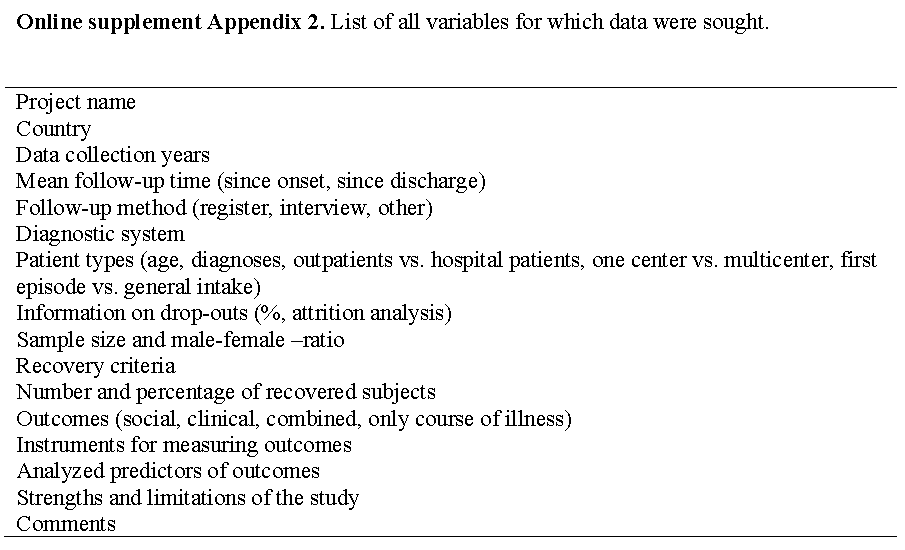 Online supplement Appendix 2. List of all variables for which data were sought.
Project name
Country
Data collection years
Mean follow-up time (since onset, since discharge)
Follow-up method (register, interview, other)
Diagnostic system
Patient types (age, diagnoses, outpatients vs. hospital patients, one center vs. multicenter, first
episode vs. general intake)
Information on drop-outs (%, attrition analysis)
Sample size and male-female –ratio
Recovery criteria
Number and percentage of recovered subjects
Outcomes (social, clinical, combined, only course of illness)
Instruments for measuring outcomes
Analyzed predictors of outcomes
Strengths and limitations of the study
Comments